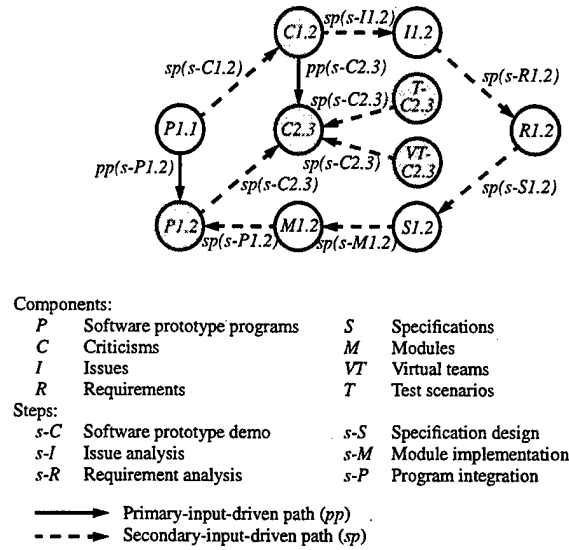 sp(s-I1.2)
C1.2
I1.2
sp(s-C1.2)
pp(s-C2.3)
sp(s-R1.2)
sp(s-C2.3)
T-
C2.3
P1.1
C2.3
R1.2
pp(s-P1.2)
sp(s-C2.3)
VT-
C2.3
sp(s-C2.3)
sp(s-S1.2)
P1.2
M1.2
S1.2
sp(s-P1.2)
sp(s-M1.2)
Components:
P Software prototype programs S Specifications
C Criticisms M Modules
I Issues VT Virtual teams
R Requirements T Test scenarios
Steps:
s-C Software prototype demo s-S Specification design
s-I Issue analysis s-M Module implementation
s-R Requirement analysis s-P Program integration
Primary-input-driven path (pp)
Secondary-input-driven path (sp)